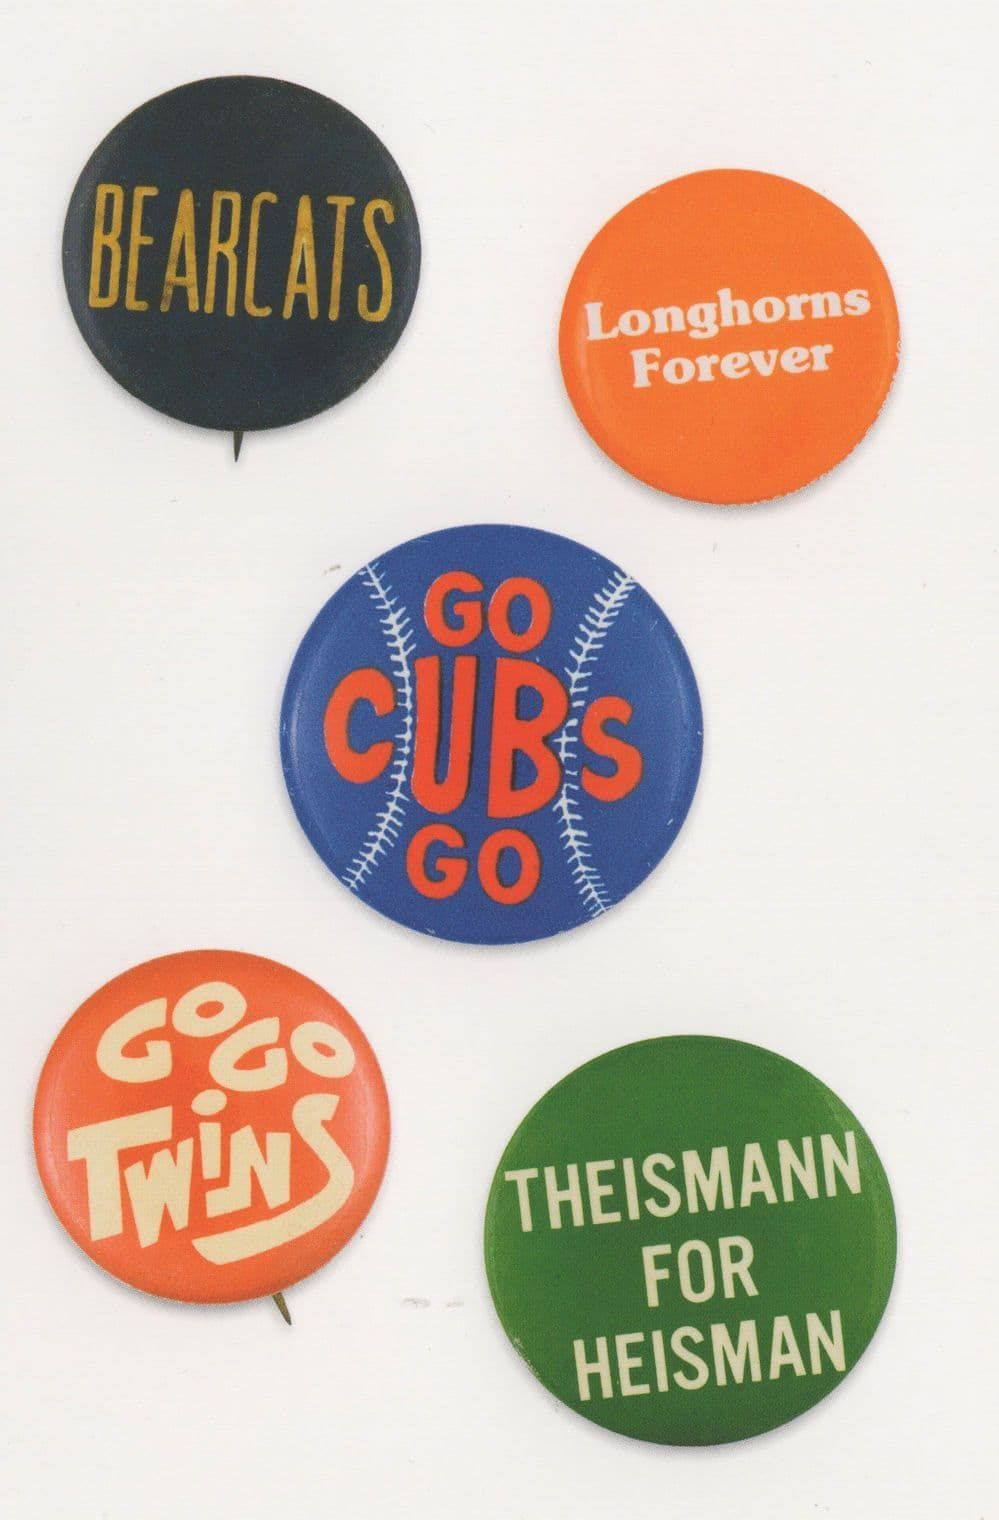 BEARCATS
Longhorns
Forever
GO
CUBS
GO
GO GO
TWiNS
THEISMANN
FOR
HEISMAN